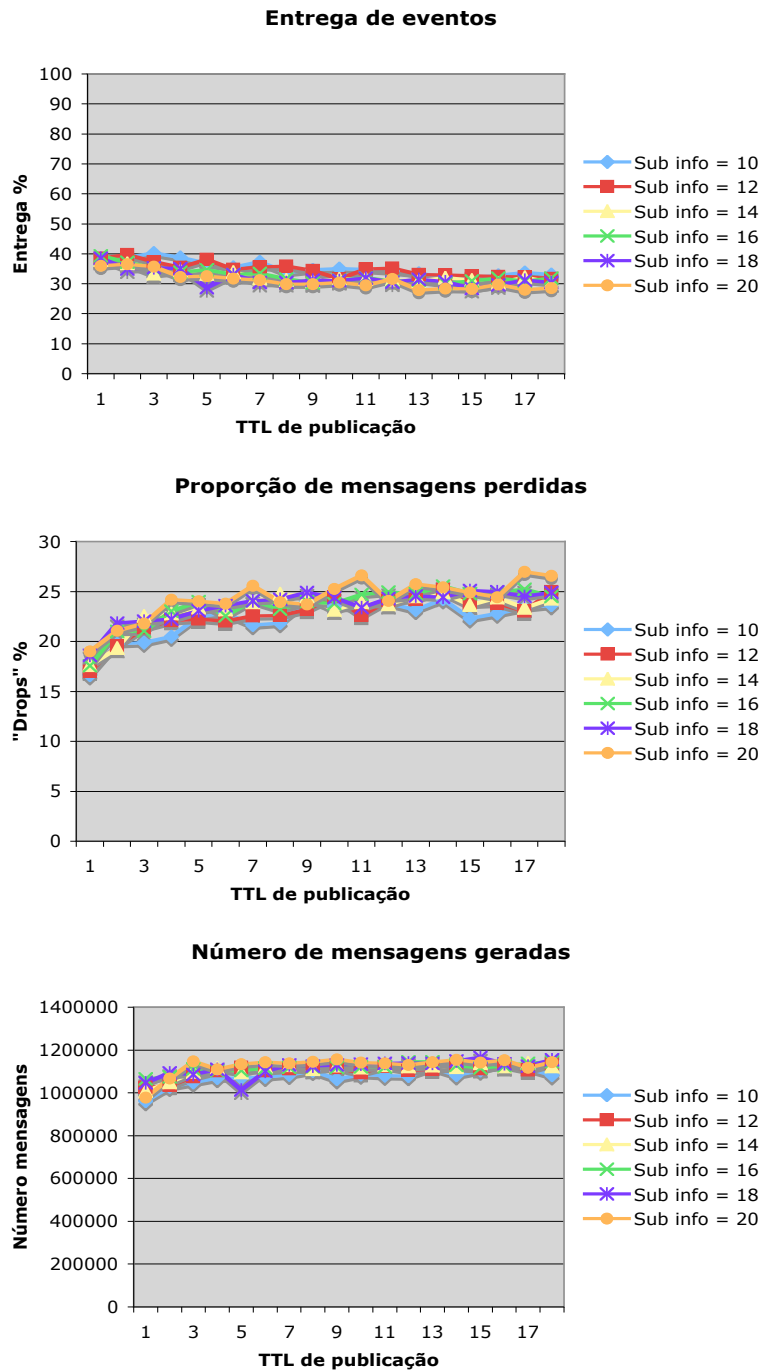 Entrega de eventos
100
90
80
70
60
50
40
30
20
10
0
Entrega %
1 3 5 7 9 11 13 15 17
TTL de publicação
Sub info = 10
Sub info = 12
Sub info = 14
Sub info = 16
Sub info = 18
Sub info = 20
Proporção de mensagens perdidas
30
25
20
15
10
5
0
"Drops" %
1 3 5 7 9 11 13 15 17
TTL de publicação
Sub info = 10
Sub info = 12
Sub info = 14
Sub info = 16
Sub info = 18
Sub info = 20
Número de mensagens geradas
1400000
1200000
1000000
800000
600000
400000
200000
0
Número mensagens
1 3 5 7 9 11 13 15 17
TTL de publicação
Sub info = 10
Sub info = 12
Sub info = 14
Sub info = 16
Sub info = 18
Sub info = 20